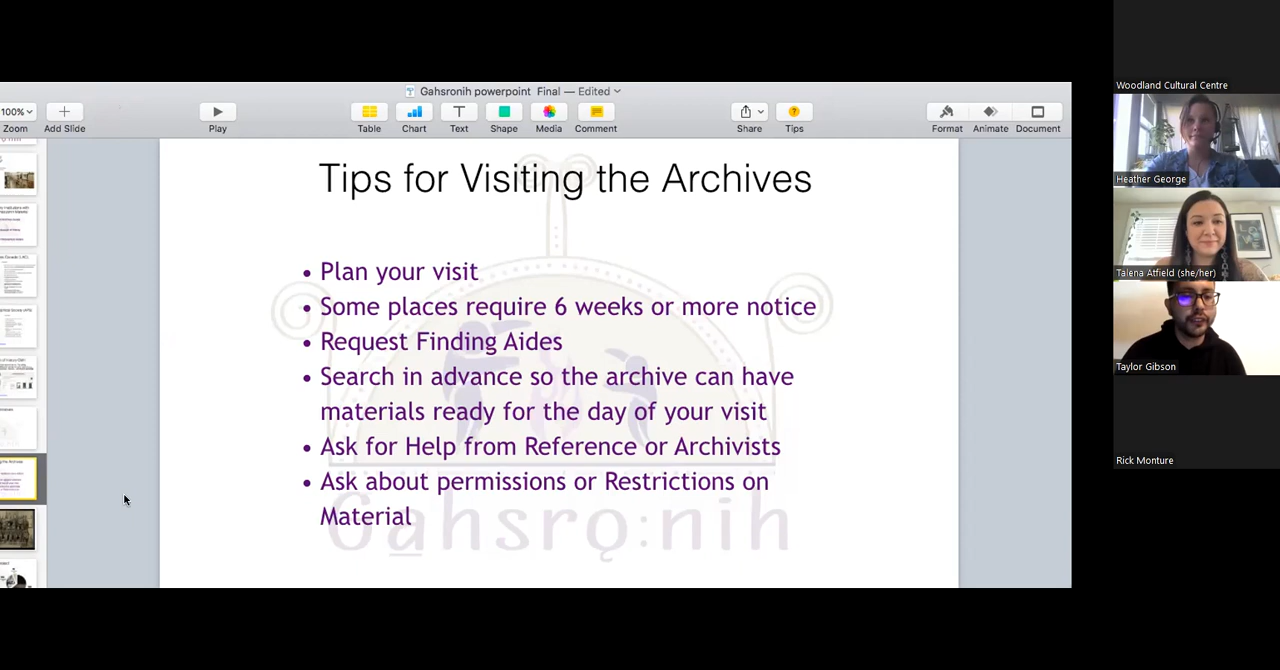 Woodland Cultural Centre
Gahsronih powerpoint Final — Edited
100%
Zoom
Add Slide
Play
Table
Chart
Text
Shape
Media
Comment
Share
Tips
Format
Animate
Document
Tips for Visiting the Archives
• Plan your visit
• Some places require 6 weeks or more notice
• Request Finding Aides
• Search in advance so the archive can have
materials ready for the day of your visit
• Ask for Help from Reference or Archivists
• Ask about permissions or Restrictions on
Material
Ga̲hsrǫ:nih
Heather George
Talena Atfield (she/her)
Taylor Gibson
Rick Monture